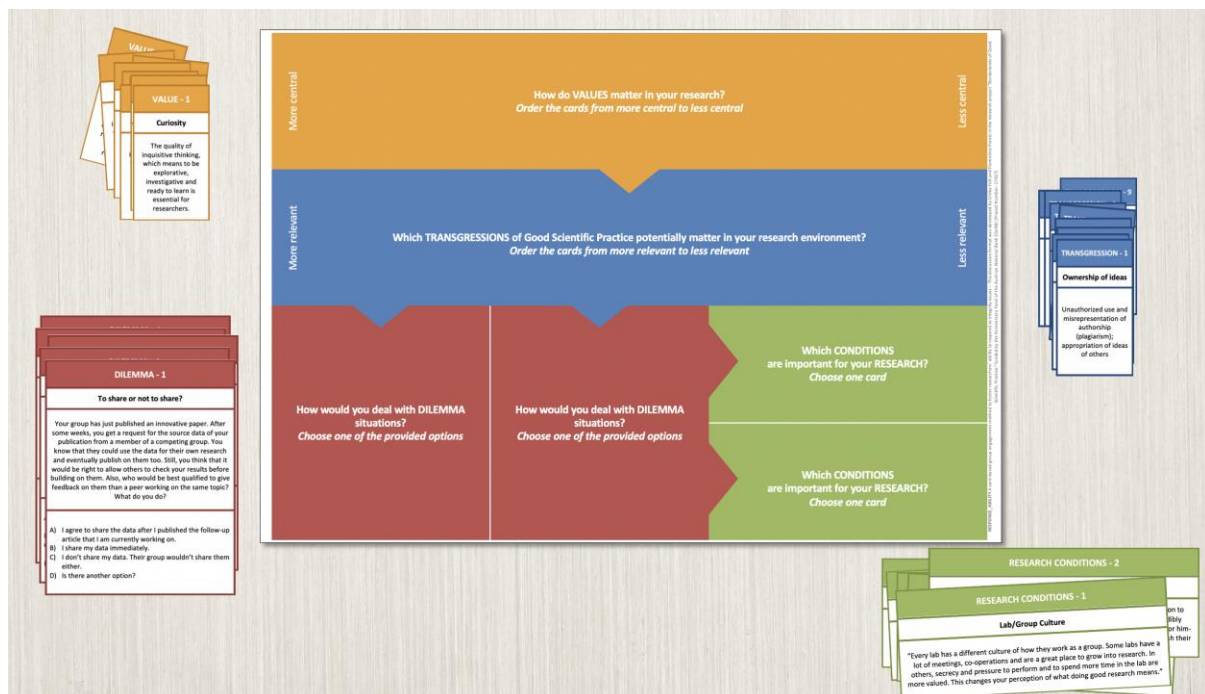 VALUE
VALUE - 1
Curiosity
The quality of
inquisitive thinking,
which means to be
explorative,
investigative and
ready to learn is
essential for
researchers.
More central
How do VALUES matter in your research?
Order the cards from more central to less central
Less central
More relevant
Which TRANSGRESSIONS of Good Scientific Practice potentially matter in your research environment?
Order the cards from more relevant to less relevant
Less relevant
How would you deal with DILEMMA
situations?
Choose one of the provided options
How would you deal with DILEMMA
situations?
Choose one of the provided options
Which CONDITIONS
are important for your RESEARCH?
Choose one card
Which CONDITIONS
are important for your RESEARCH?
Choose one card
TRANSGRESSION - 1
Ownership of ideas
Unauthorized use and
misrepresentation of
authorship
(plagiarism);
appropriation of ideas
of others
DILEMMA - 1
To share or not to share?
Your group has just published an innovative paper. After
some weeks, you get a request for the source data of your
publication from a member of a competing group. You
know that they could use the data for their own research
and eventually publish on them too. Still, you think that it
would be right to allow others to check your results before
building on them. Also, who would be best qualified to give
feedback on them than a peer working on the same topic?
What do you do?
A) I agree to share the data after I published the follow-up
article that I am currently working on.
B) I share my data immediately.
C) I don't share my data. Their group wouldn't share them
either.
D) Is there another option?
RESEARCH CONDITIONS - 2
RESEARCH CONDITIONS - 1
Lab/Group Culture
"Every lab has a different culture of how they work as a group. Some labs have a
lot of meetings, co-operations and are a great place to grow into research. In
others, secrecy and pressure to perform and to spend more time in the lab are
more valued. This changes your perception of what doing good research means."